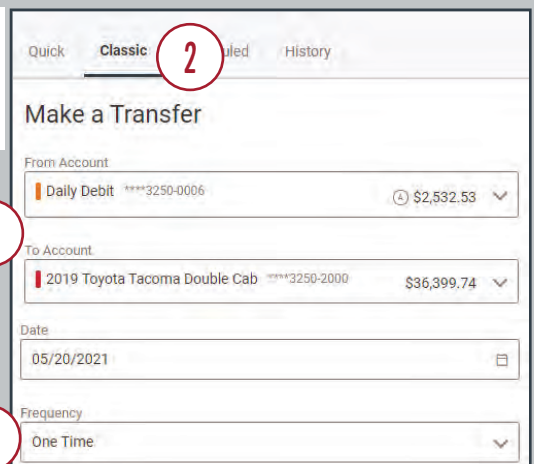 Quick Classic 2 uled History
Make a Transfer
From Account
Daily Debit ****3250-0006 A $2,532.53
To Account
2019 Toyota Tacoma Double Cab ****3250-2000 $36,399.74
Date
05/20/2021
Frequency
One Time